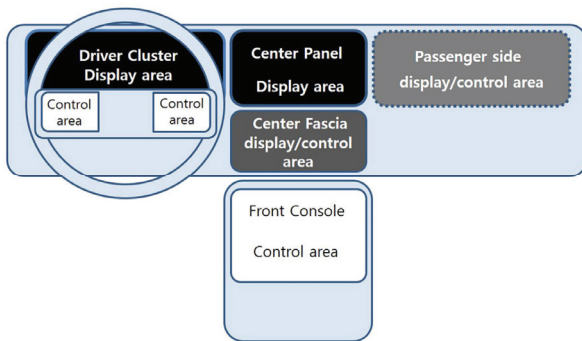 Driver Cluster
Display area
Control
area
Control
area
Center Panel
Display area
Passenger side
display/control area
Center Fascia
display/control
area
Front Console
Control area